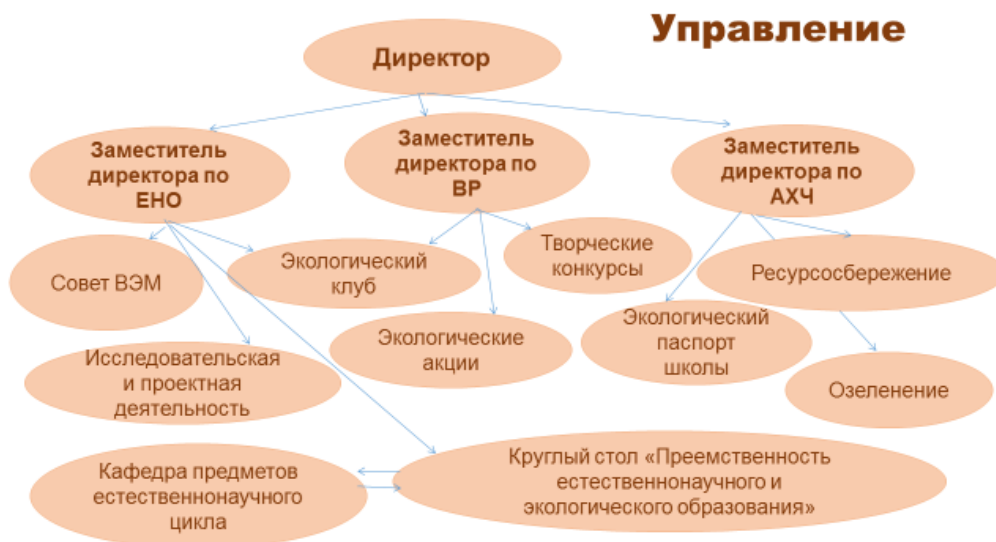 Управление
Директор
Заместитель
директора по
ЕНО
Заместитель
директора по
ВР
Заместитель
директора по
АХЧ
Совет ВЭМ
Экологический
клуб
Творческие
конкурсы
Ресурсосбережение
Исследовательская
и проектная
деятельность
Экологические
акции
Экологический
паспорт
школы
Озеленение
Кафедра предметов
естественнонаучного
цикла
Круглый стол «Преемственность
естественнонаучного и
экологического образования»